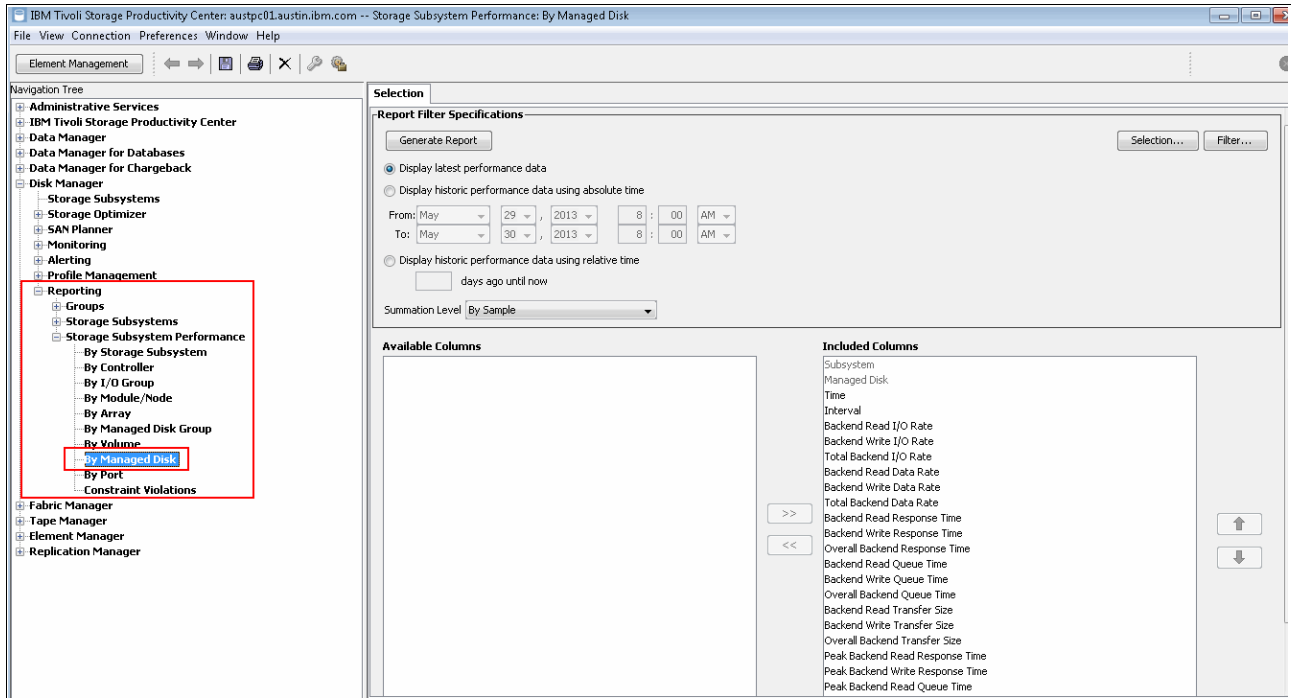 IBM Tivoli Storage Productivity Center: austpc01.austin.ibm.com -- Storage Subsystem Performance: By Managed Disk
File View Connection Preferences Window Help
Element Management
Navigation Tree
Administrative Services
IBM Tivoli Storage Productivity Center
Data Manager
Data Manager for Databases
Data Manager for Chargeback
Disk Manager
Storage Subsystems
Storage Optimizer
SAN Planner
Monitoring
Alerting
Profile Management
Reporting
Groups
Storage Subsystems
Storage Subsystem Performance
By Storage Subsystem
By Controller
By I/O Group
By Module/Node
By Array
By Managed Disk Group
By Volume
By Managed Disk
By Port
Constraint Violations
Fabric Manager
Tape Manager
Element Manager
Replication Manager
Selection
Report Filter Specifications
Generate Report Selection... Filter...
Display latest performance data
Display historic performance data using absolute time
From: May 29 , 2013 8 : 00 AM
To: May 30 , 2013 8 : 00 AM
Display historic performance data using relative time
days ago until now
Summation Level By Sample
Available Columns
>>
<<
Included Columns
Subsystem
Managed Disk
Time
Interval
Backend Read I/O Rate
Backend Write I/O Rate
Total Backend I/O Rate
Backend Read Data Rate
Backend Write Data Rate
Total Backend Data Rate
Backend Read Response Time
Backend Write Response Time
Overall Backend Response Time
Backend Read Queue Time
Backend Write Queue Time
Overall Backend Queue Time
Backend Read Transfer Size
Backend Write Transfer Size
Overall Backend Transfer Size
Peak Backend Read Response Time
Peak Backend Write Response Time
Peak Backend Read Queue Time